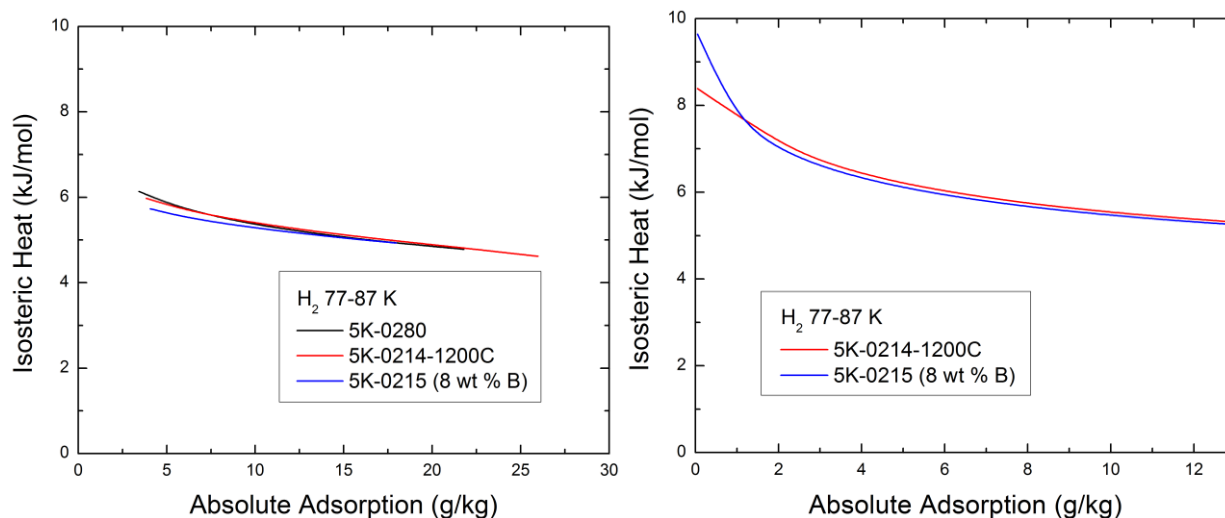 10
8
6
4
2
0
Isosteric Heat (kJ/mol)
H2 77-87 K
5K-0280
5K-0214-1200C
5K-0215 (8 wt % B)
0 5 10 15 20 25 30
Absolute Adsorption (g/kg)
10
8
6
4
2
0
Isosteric Heat (kJ/mol)
H2 77-87 K
5K-0214-1200C
5K-0215 (8 wt % B)
0 2 4 6 8 10 12
Absolute Adsorption (g/kg)